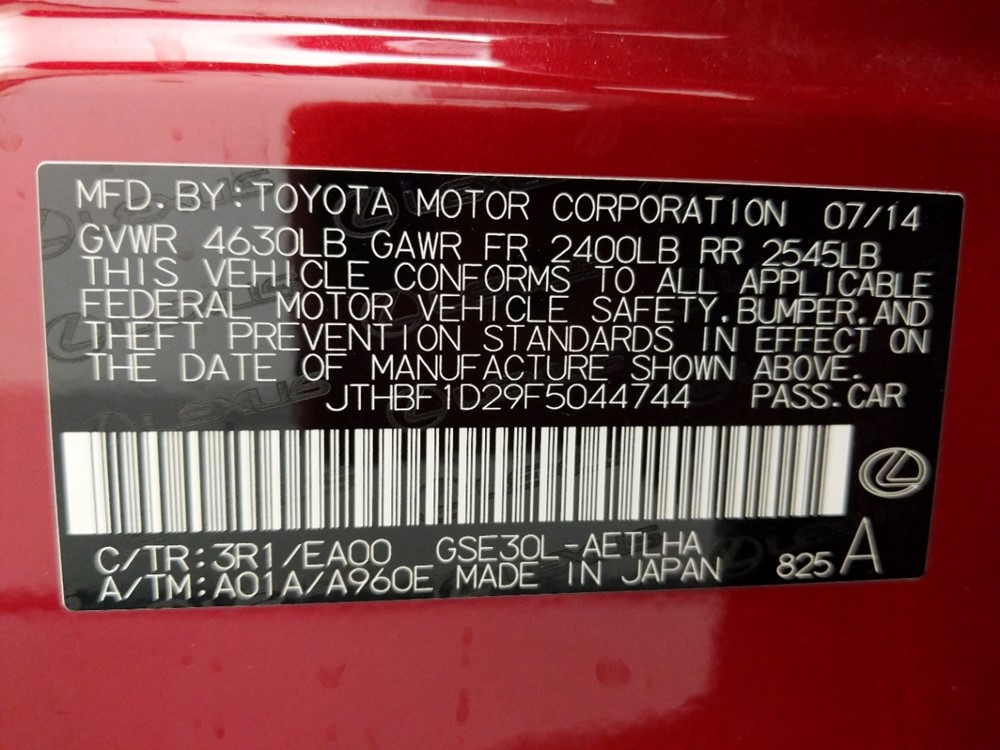 MFD. BY: TOYOTA MOTOR CORPORATION 07/14
GVWR 4630LB GAWR FR 2400LB RR 2545LB
THIS VEHICLE CONFORMS TO ALL APPLICABLE
FEDERAL MOTOR VEHICLE SAFETY, BUMPER, AND
THEFT PREVENTION STANDARDS IN EFFECT ON
THE DATE OF MANUFACTURE SHOWN ABOVE.
JTHBF1D29F5044744 PASS. CAR
C/TR: 3R1/EA00 GSE30L-AETLHA
A/TM: A01A/A960E MADE IN JAPAN 825 A